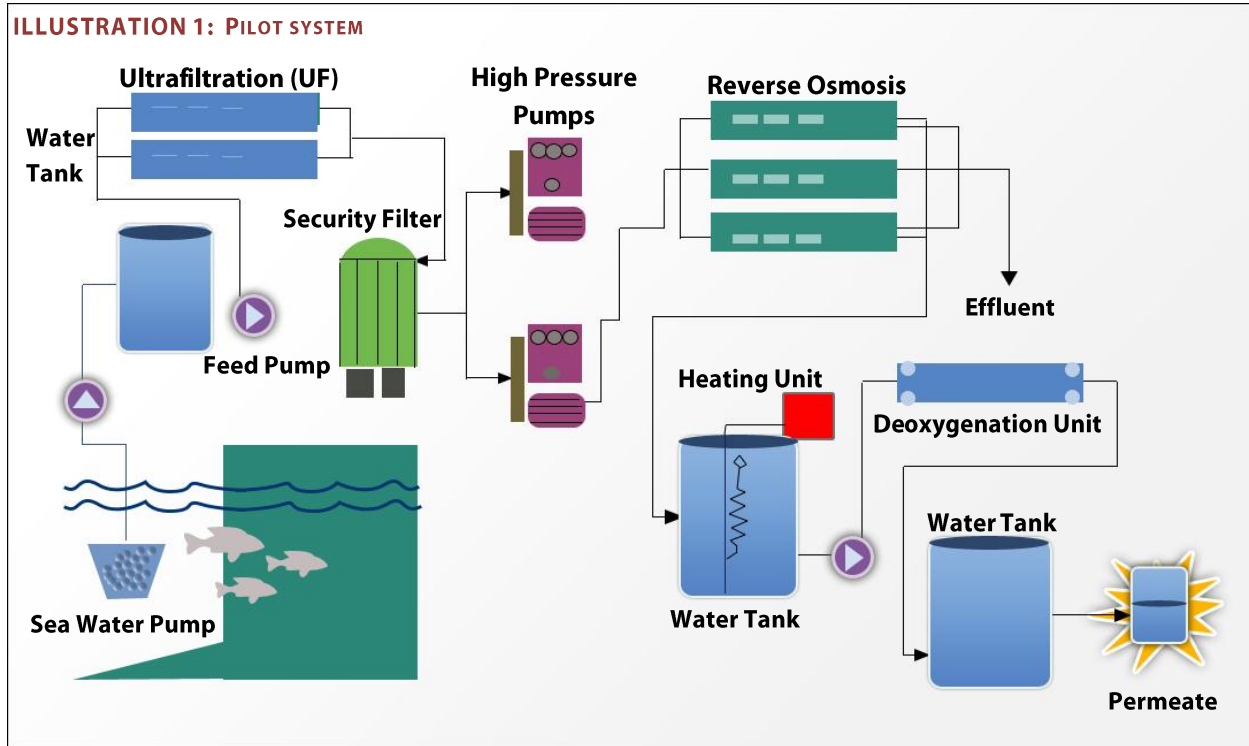 ILLUSTRATION 1: PILOT SYSTEM
Ultrafiltration (UF)
Water
Tank
High Pressure
Pumps
Reverse Osmosis
Security Filter
Feed Pump
Effluent
Heating Unit
Deoxygenation Unit
Water Tank
Sea Water Pump
Water Tank
Permeate